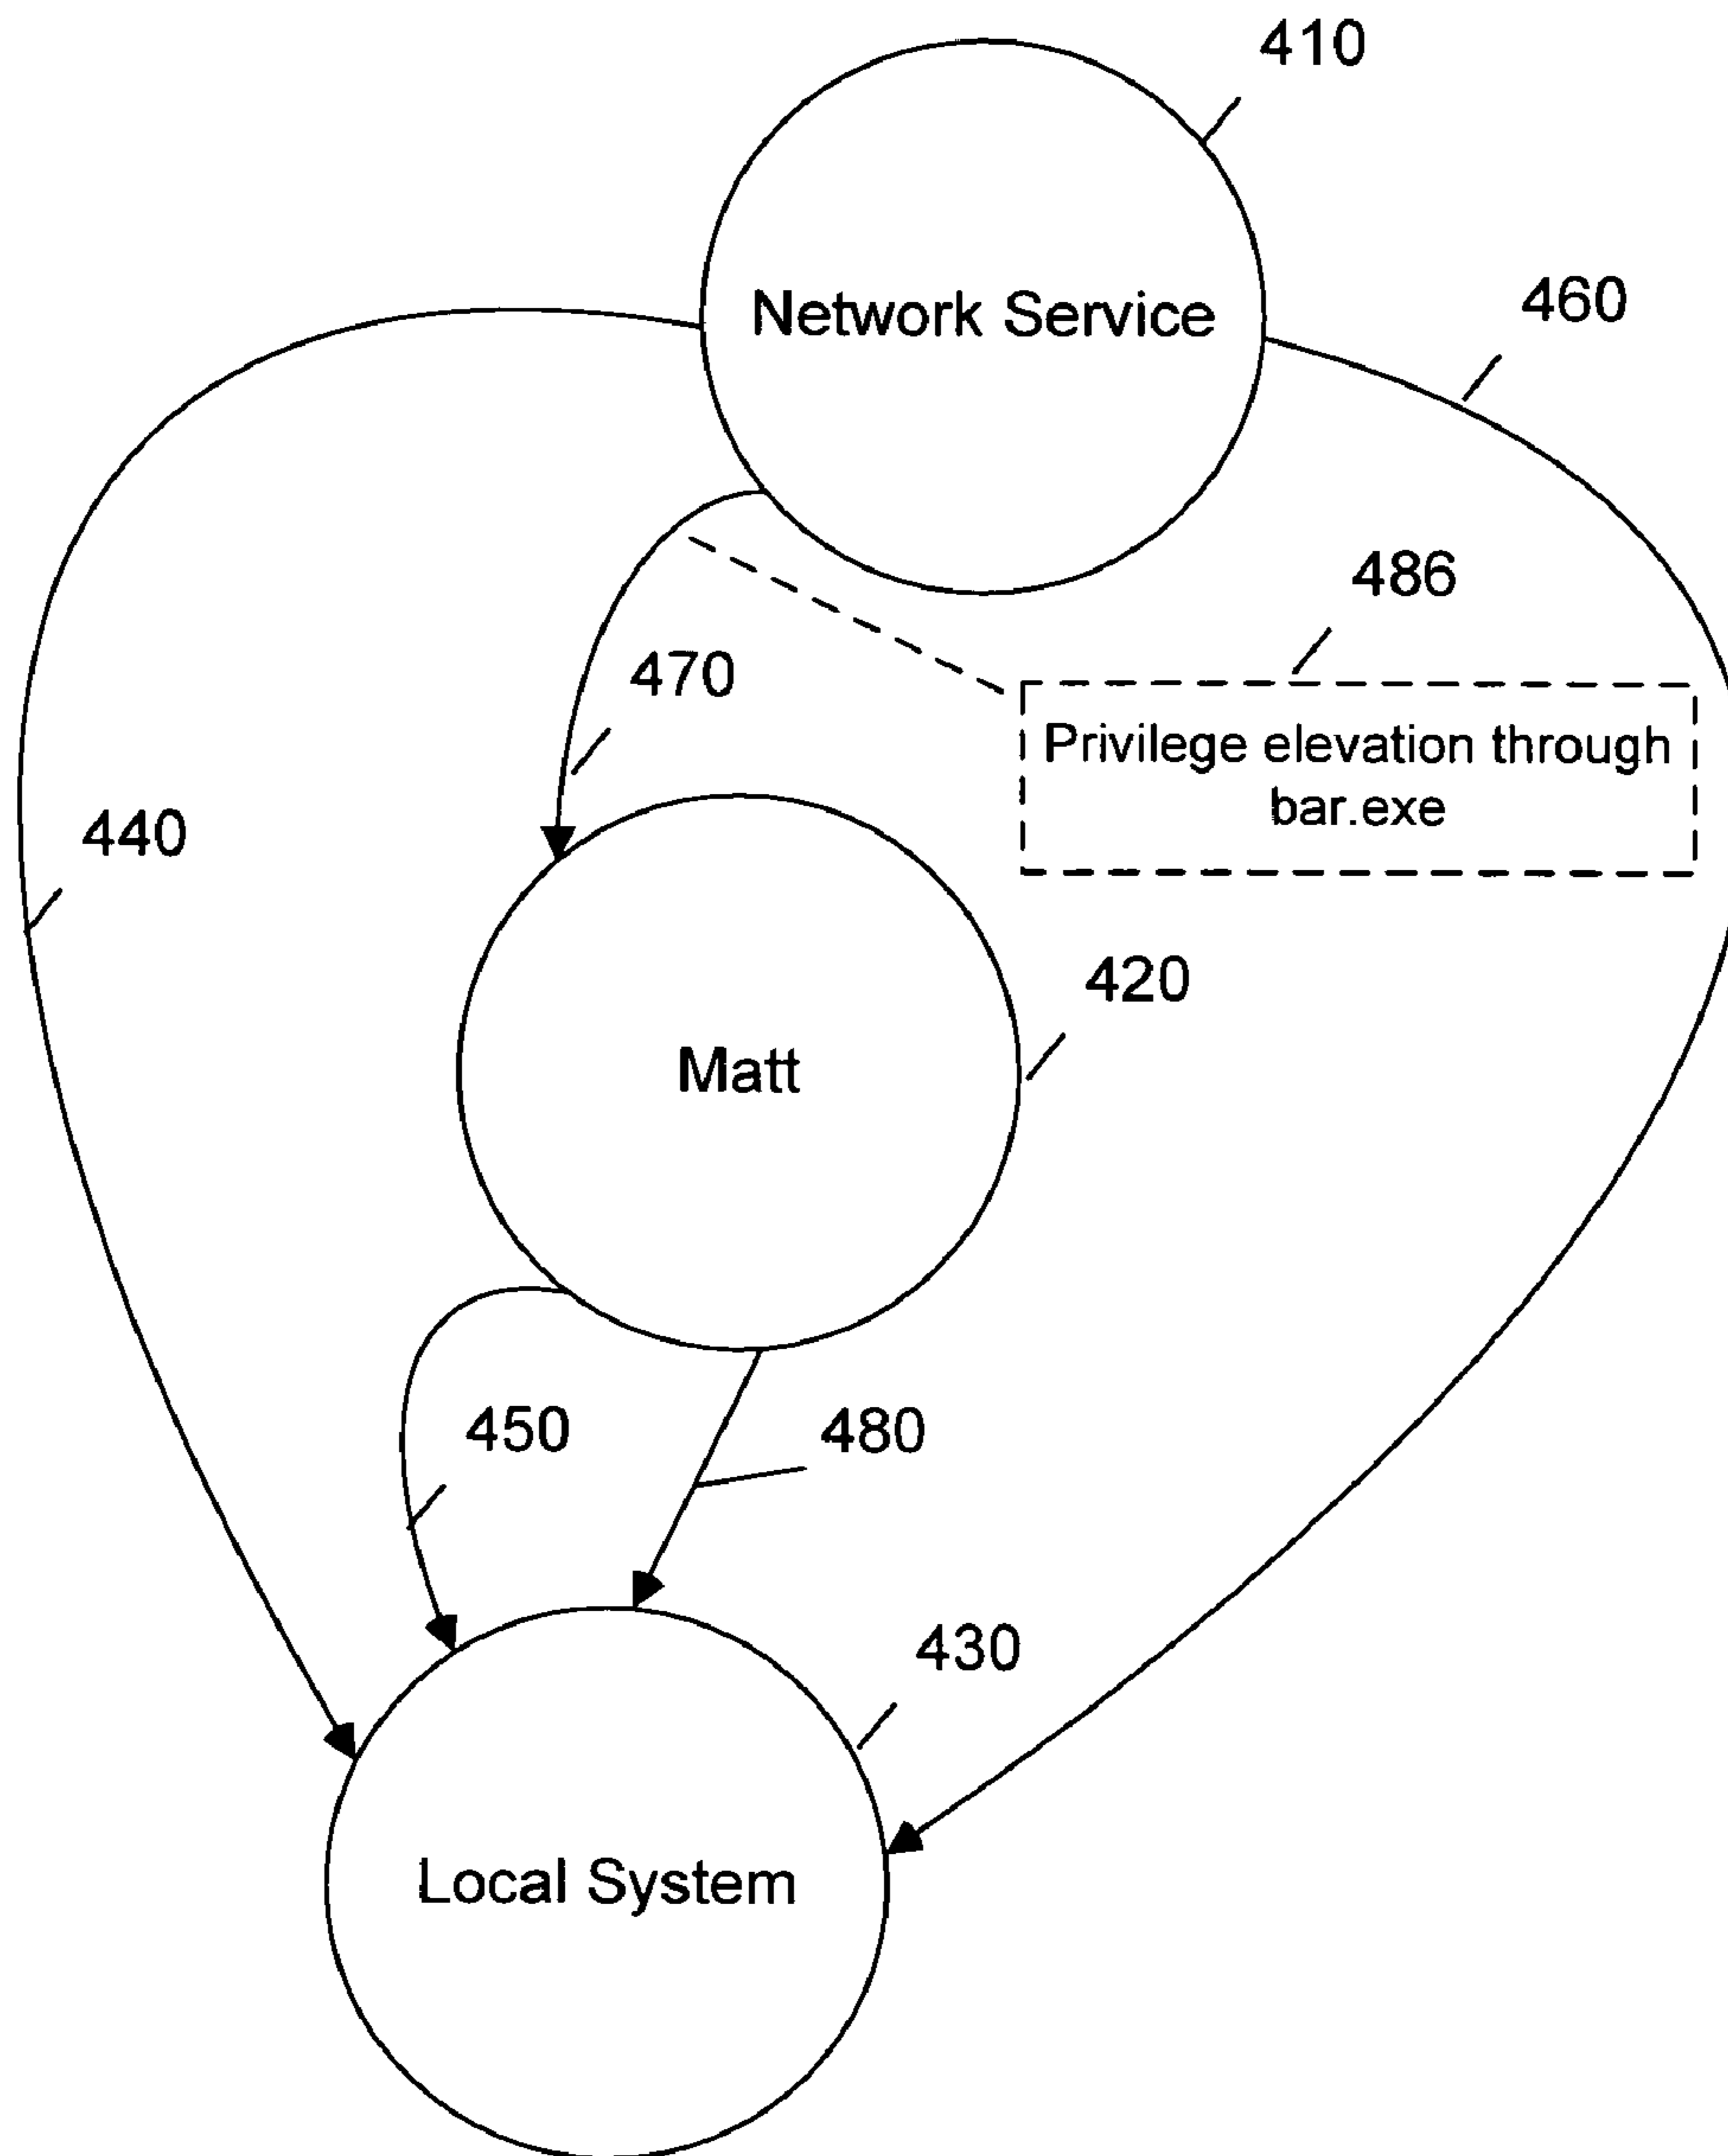 410
Network Service
460
486
470
Privilege elevation through
bar.exe
440
420
Matt
450
480
430
Local System